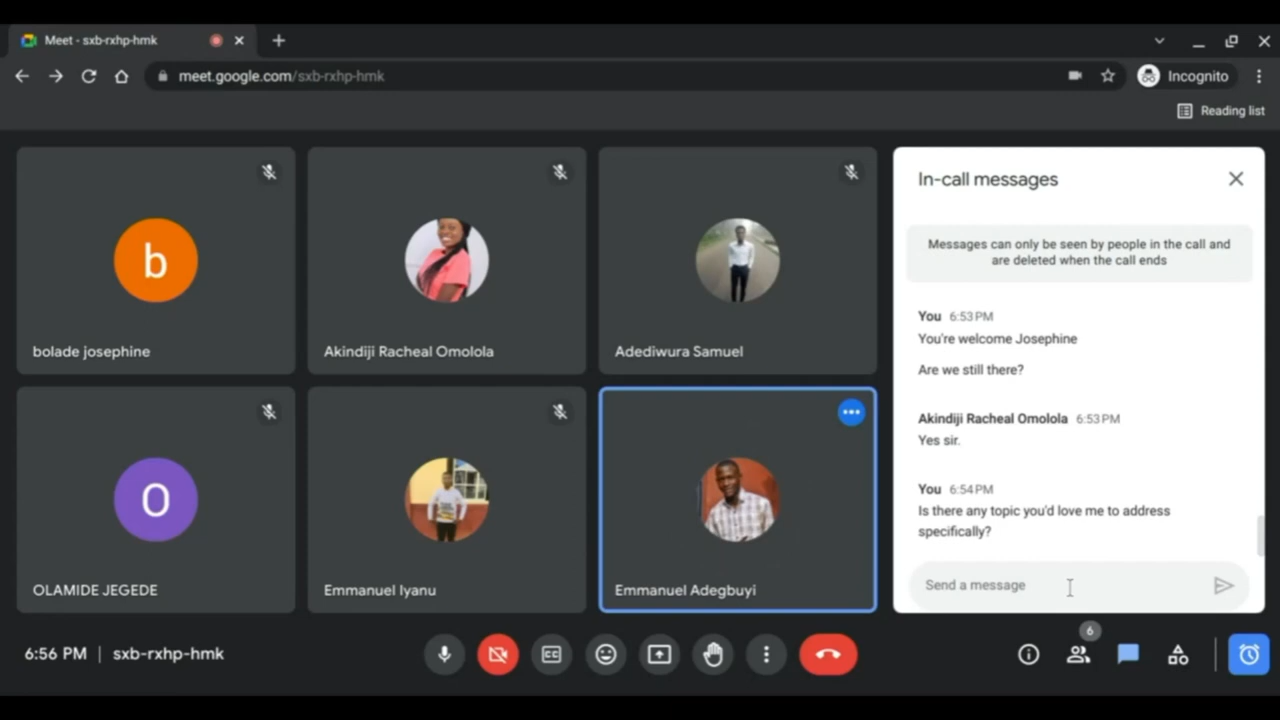 Meet - sxb-rxhp-hmk
meet.google.com/sxb-rxhp-hmk
Incognito
Reading list
b
bolade josephine
Akindiji Racheal Omolola
Adediwura Samuel
O
OLAMIDE JEGEDE
Emmanuel Iyanu
Emmanuel Adegbuyi
In-call messages
Messages can only be seen by people in the call and
are deleted when the call ends
You 6:53 PM
You're welcome Josephine
Are we still there?
Akindiji Racheal Omolola 6:53 PM
Yes sir.
You 6:54 PM
Is there any topic you'd love me to address
specifically?
Send a message
6:56 PM | sxb-rxhp-hmk
CC
6